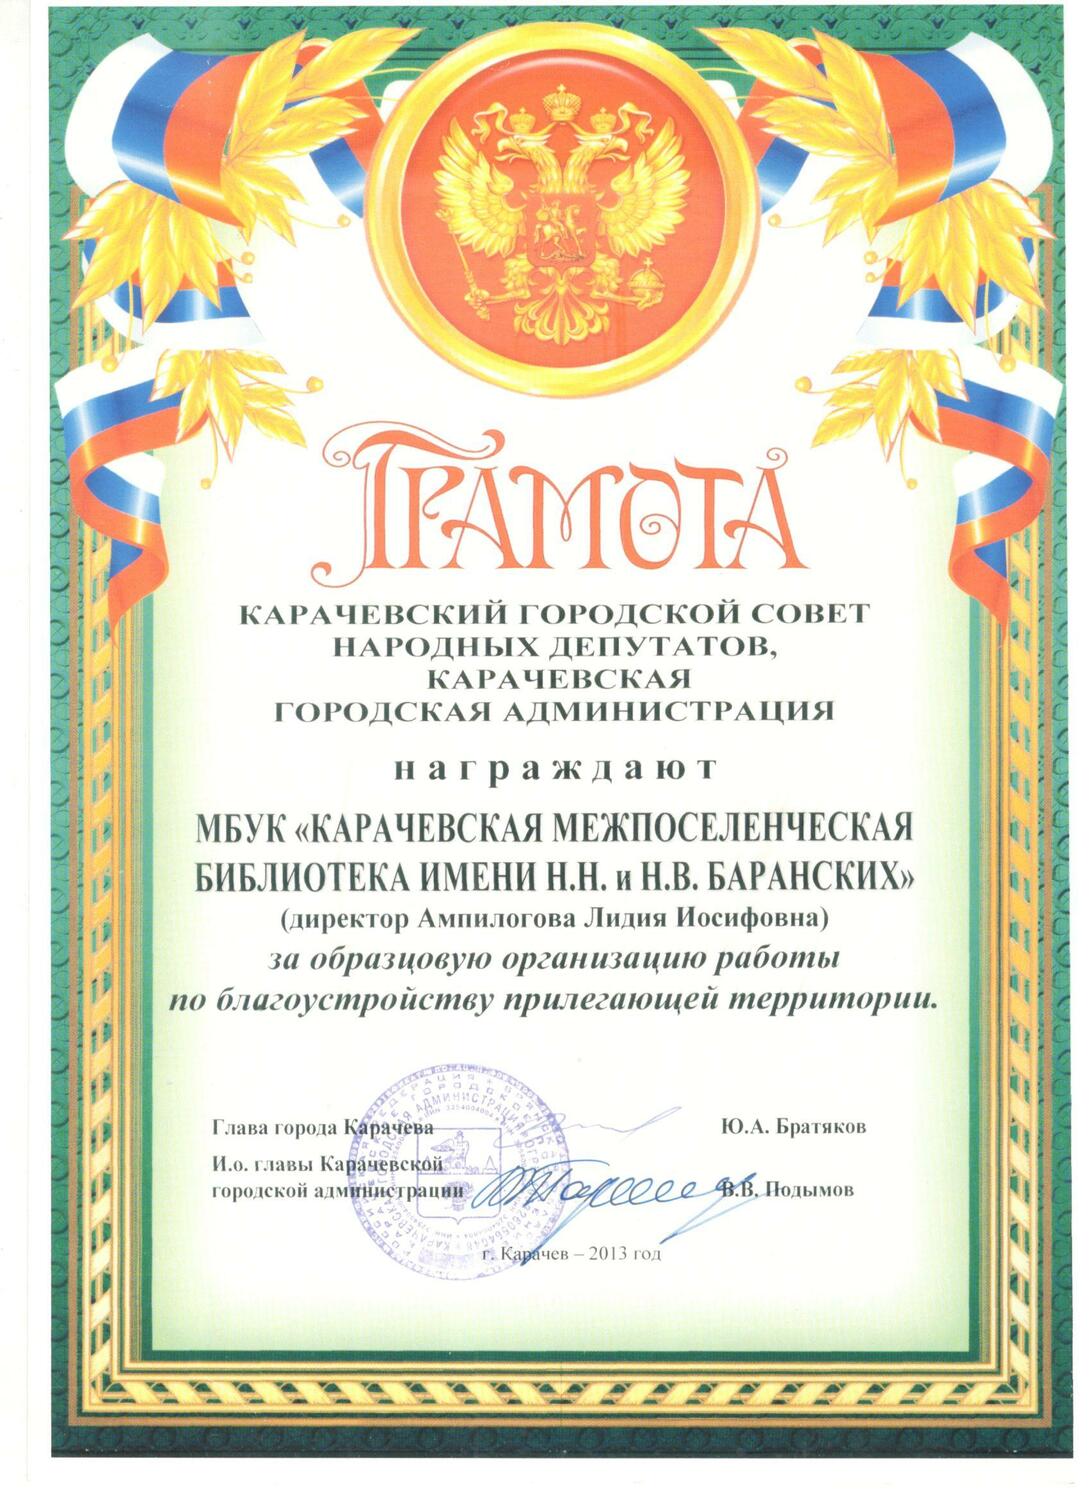 ГРАМОТА
КАРАЧЕВСКИЙ ГОРОДСКОЙ СОВЕТ
НАРОДНЫХ ДЕПУТАТОВ,
КАРАЧЕВСКАЯ
ГОРОДСКАЯ АДМИНИСТРАЦИЯ
награждают
МБУК «КАРАЧЕВСКАЯ МЕЖПОСЕЛЕНЧЕСКАЯ
БИБЛИОТЕКА ИМЕНИ Н.Н. и Н.В. БАРАНСКИХ»
(директор Ампилогова Лидия Иосифовна)
за образцовую организацию работы
по благоустройству прилегающей территории.
Глава города Карачева Ю.А. Братяков
И.о. главы Карачевской
городской администрации В.В. Подымов
г. Карачев – 2013 год